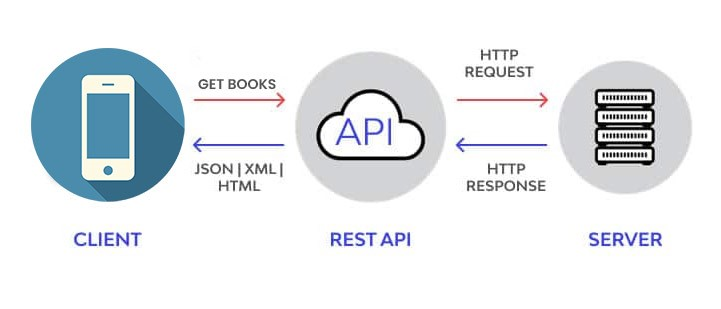 GET BOOKS
JSON | XML |
HTML
API
HTTP
REQUEST
HTTP
RESPONSE
CLIENT
REST API
SERVER